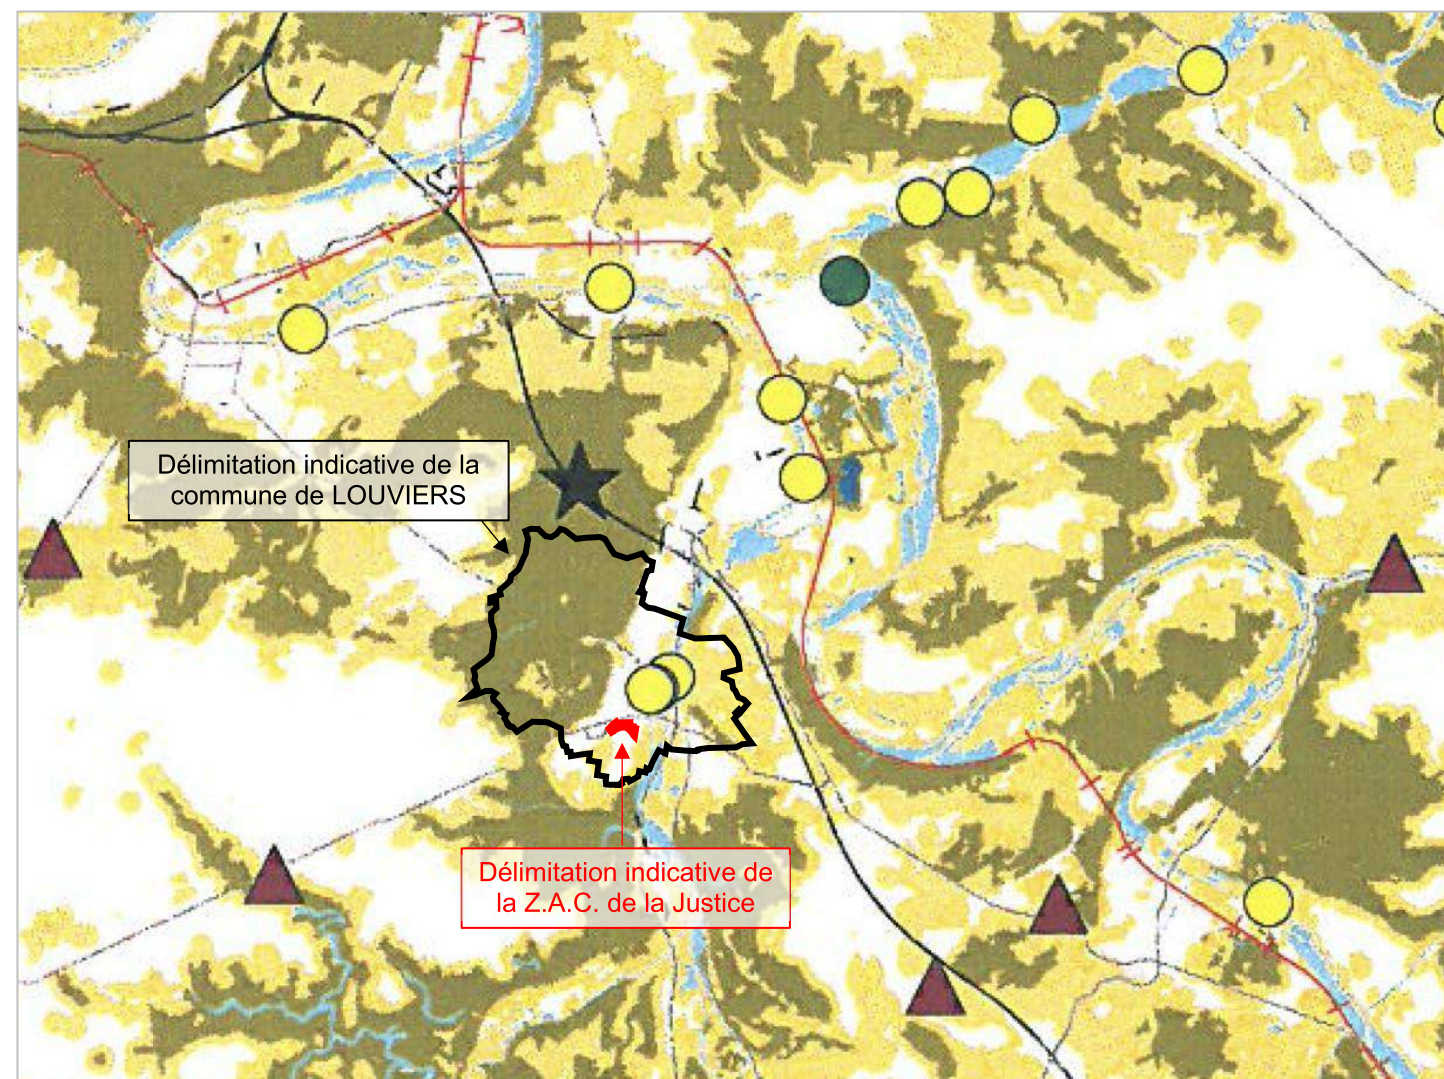 Délimitation indicative de la
commune de LOUVIERS
Délimitation indicative de
la Z.A.C. de la Justice